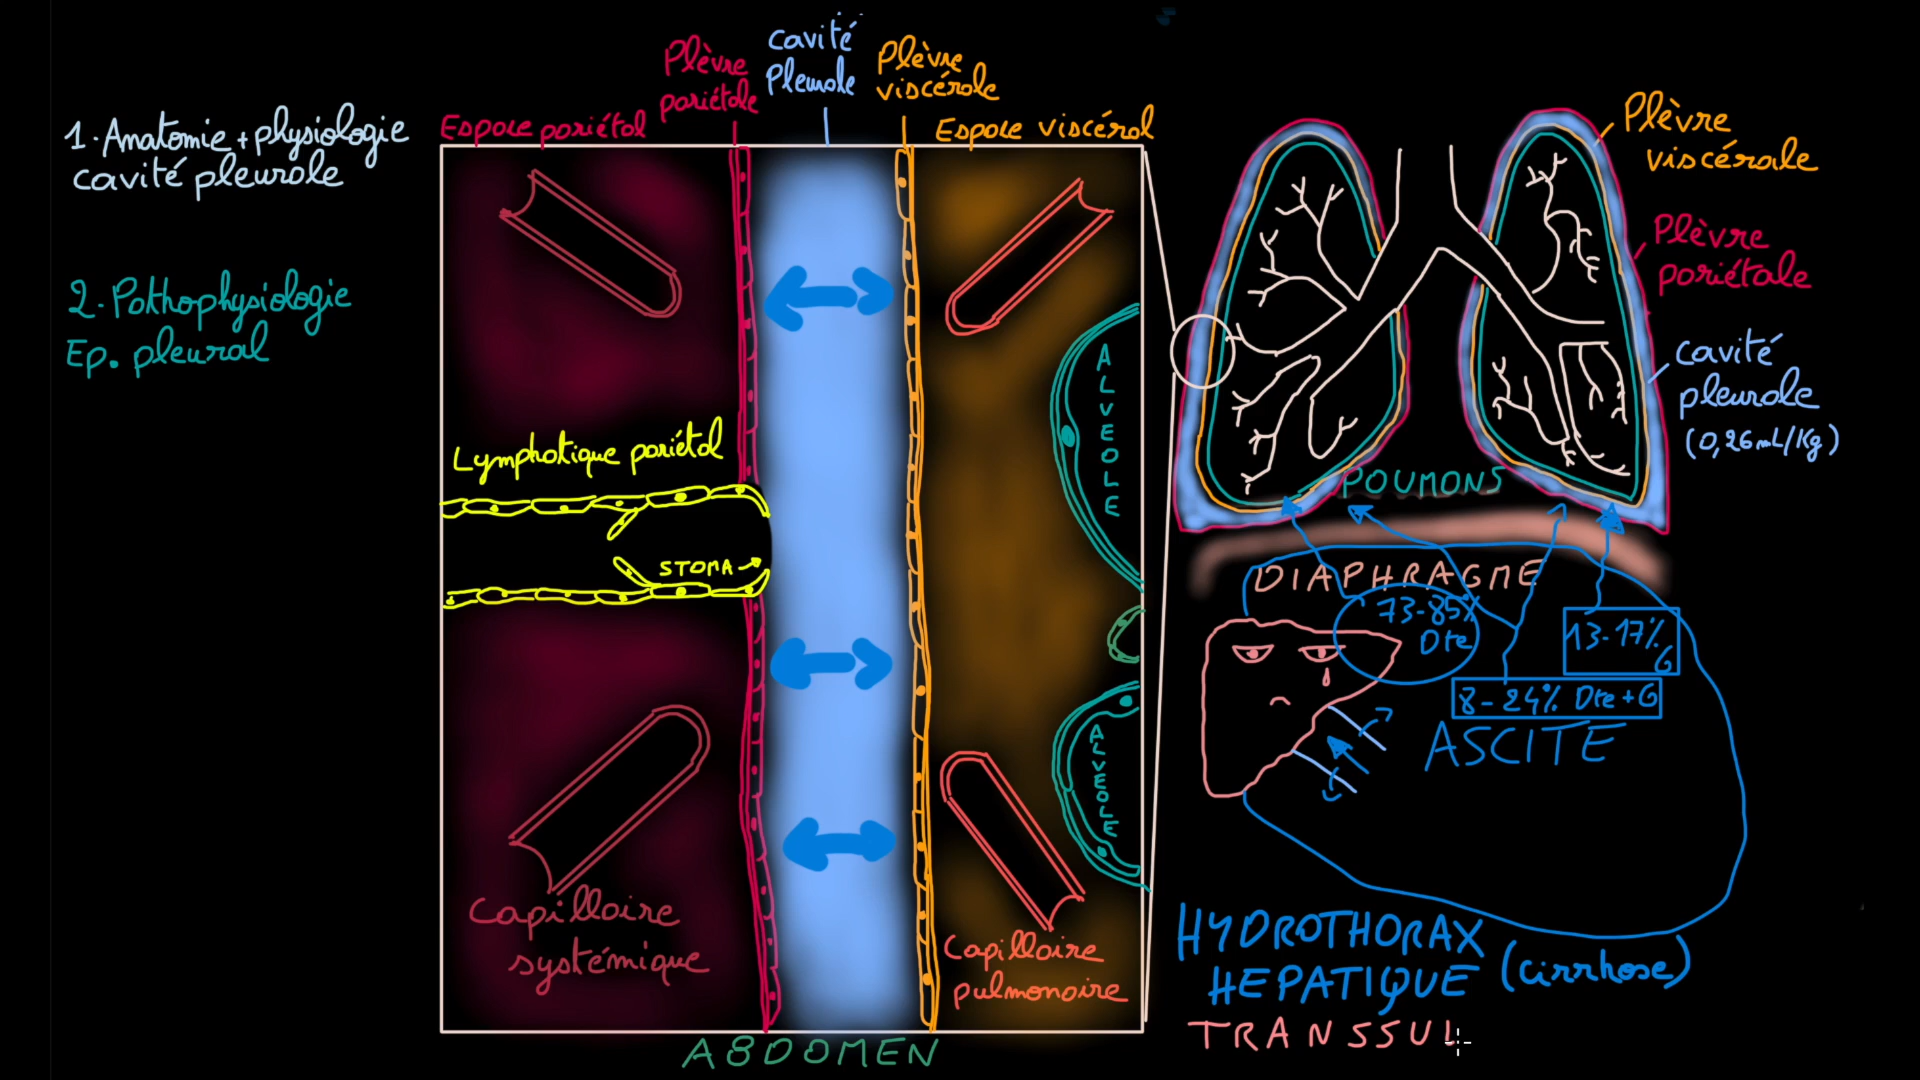 1. Anatomie + physiologie
cavité pleurale
2. Pathophysiologie
Ep. pleural
Espace pariétal
Plèvre
pariétale
cavité
Pleurale
Plèvre
viscérale
Espace viscéral
Lymphatique pariétal
STOMA
Capillaire
systémique
ALVEOLE
ALVEOLE
Capillaire
pulmonaire
ABDOMEN
Plèvre
viscérale
Plèvre
pariétale
cavité
pleurale
(0,26mL/Kg)
POUMONS
DIAPHRAGME
73-85%
Dte
13-17%
G
8-24% Dte+G
ASCITE
HYDROTHORAX
HEPATIQUE (cirrhose)
TRANSSU